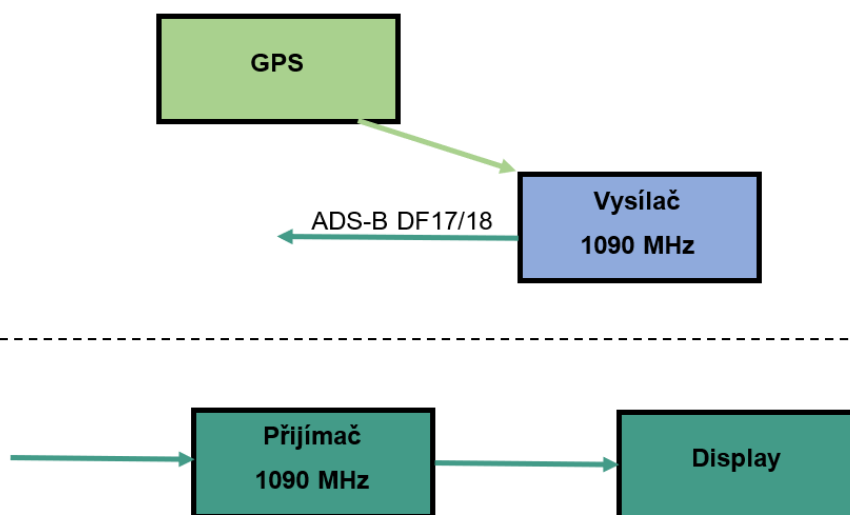 GPS
Vysílač
1090 MHz
ADS-B DF17/18
Přijímač
1090 MHz
Display